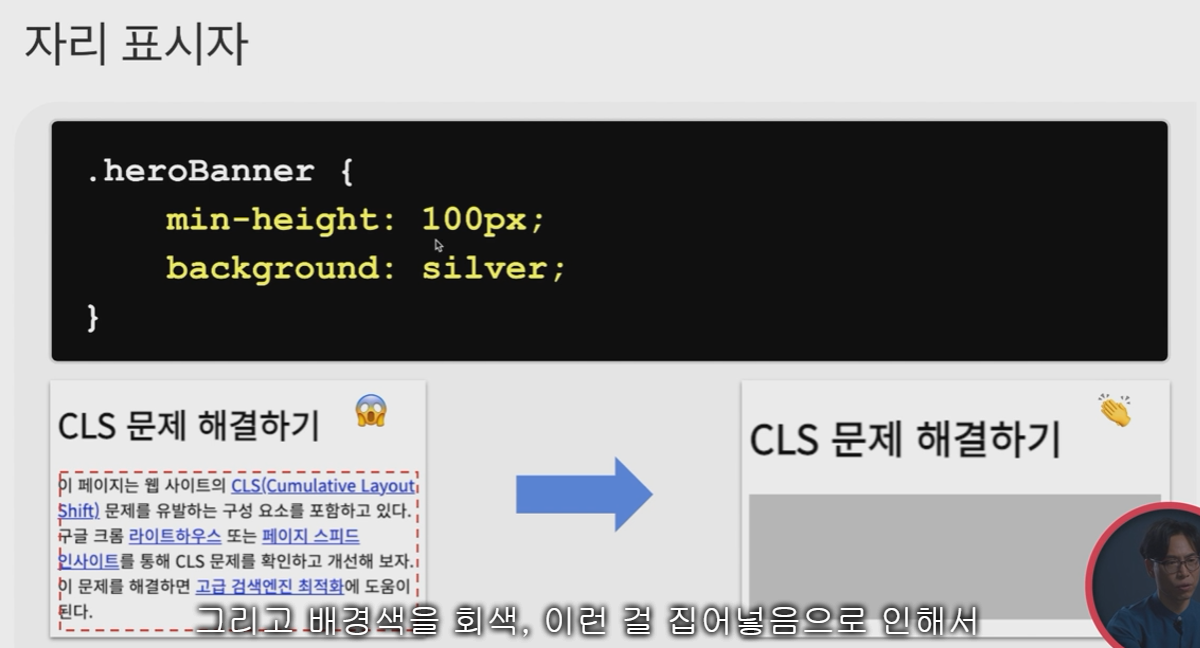 자리 표시자
.heroBanner {
min-height: 100px;
background: silver;
}
CLS 문제 해결하기
이 페이지는 웹 사이트의 CLS(Cumulative Layout
Shift) 문제를 유발하는 구성 요소를 포함하고 있다.
구글 크롬 라이트하우스 또는 페이지 스피드
인사이트를 통해 CLS 문제를 확인하고 개선해 보자.
이 문제를 해결하면 고급 검색엔진 최적화에 도움이
된다.
CLS 문제 해결하기
그리고 배경색을 회색, 이런 걸 집어넣음으로 인해서